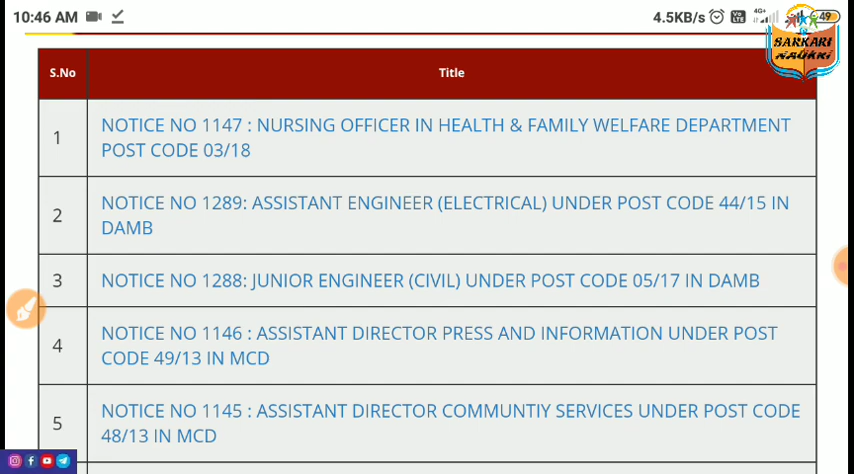 10:46 AM
4.5KB/s
4G+
49
SARKARI
NAUKRI
S.No
Title
1
NOTICE NO 1147 : NURSING OFFICER IN HEALTH & FAMILY WELFARE DEPARTMENT
POST CODE 03/18
2
NOTICE NO 1289: ASSISTANT ENGINEER (ELECTRICAL) UNDER POST CODE 44/15 IN
DAMB
3
NOTICE NO 1288: JUNIOR ENGINEER (CIVIL) UNDER POST CODE 05/17 IN DAMB
4
NOTICE NO 1146 : ASSISTANT DIRECTOR PRESS AND INFORMATION UNDER POST
CODE 49/13 IN MCD
5
NOTICE NO 1145 : ASSISTANT DIRECTOR COMMUNTIY SERVICES UNDER POST CODE
48/13 IN MCD